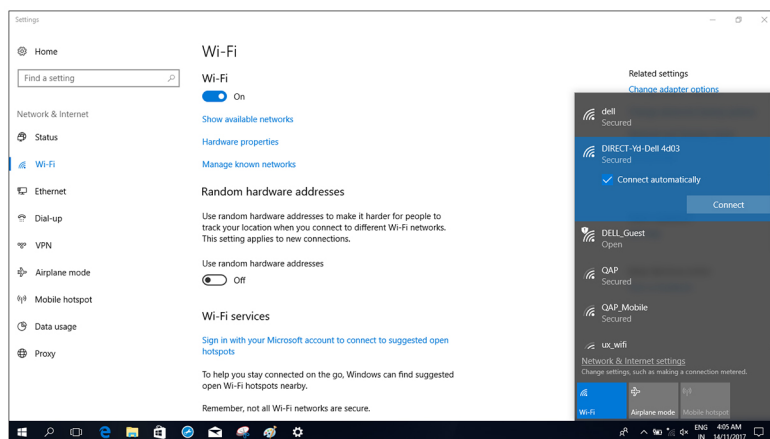 Settings
Home
Find a setting
Network & Internet
Status
Wi-Fi
Ethernet
Dial-up
VPN
Airplane mode
Mobile hotspot
Data usage
Proxy
Wi-Fi
Wi-Fi
On
Show available networks
Hardware properties
Manage known networks
Random hardware addresses
Use random hardware addresses to make it harder for people to
track your location when you connect to different Wi-Fi networks.
This setting applies to new connections.
Use random hardware addresses
Off
Wi-Fi services
Sign in with your Microsoft account to connect to suggested open
hotspots
To help you stay connected on the go, Windows can find suggested
open Wi-Fi hotspots nearby.
Remember, not all Wi-Fi networks are secure.
Related settings
Change adapter options
dell
Secured
DIRECT-Yd-Dell 4d03
Secured
Connect automatically
Connect
DELL_Guest
Open
QAP
Secured
QAP_Mobile
Secured
ux_wifi
Network & Internet settings
Change settings, such as making a connection metered.
Wi-Fi
Airplane mode
Mobile hotspot
ENG
IN
4:05 AM
14/11/2017